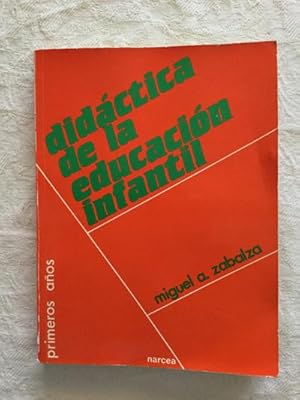 didáctica
de la
educación
infantil
miguel a. zabalza
primeros años
narcea